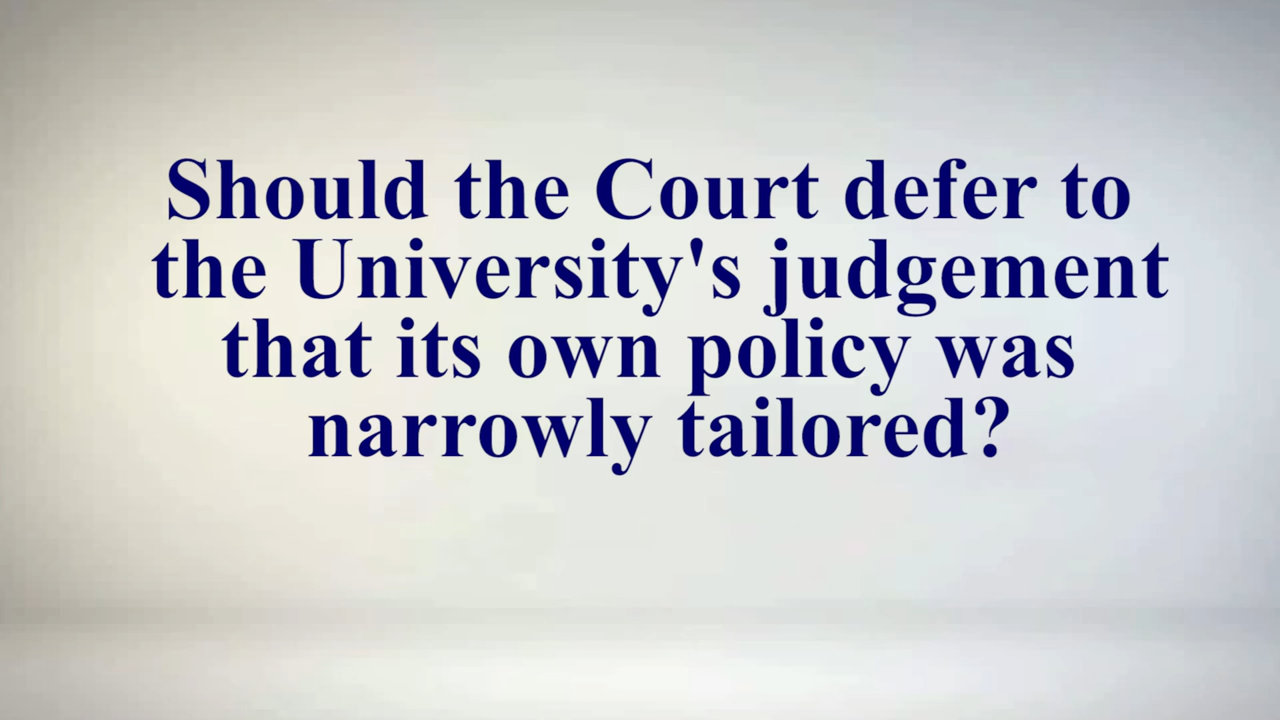 Should the Court defer to
the University's judgement
that its own policy was
narrowly tailored?